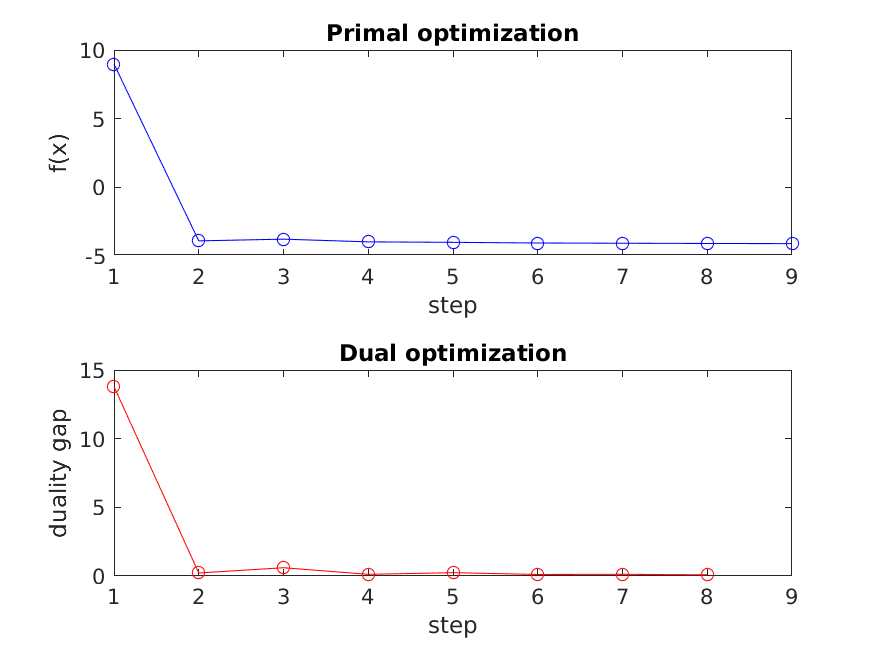 Primal optimization
10
5
0
-5
f(x)
1 2 3 4 5 6 7 8 9
step
Dual optimization
15
10
5
0
duality gap
1 2 3 4 5 6 7 8 9
step